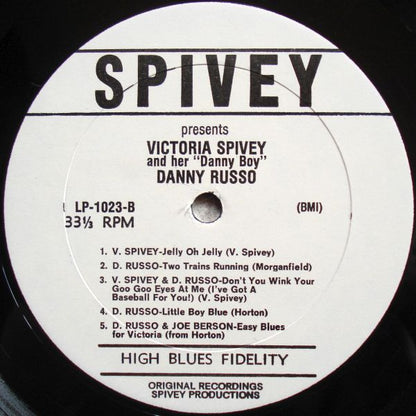 SPIVEY
presents
VICTORIA SPIVEY
and her "Danny Boy"
DANNY RUSSO
LP-1023-B
(BMI)
33⅓ RPM
1. V. SPIVEY-Jelly Oh Jelly (V. Spivey)
2. D. RUSSO-Two Trains Running (Morganfield)
3. V. SPIVEY & D. RUSSO-Don't You Wink Your
Goo Goo Eyes At Me (I've Got A
Baseball For You!) (V. Spivey)
4. D. RUSSO-Little Boy Blue (Horton)
5. D. RUSSO & JOE BERSON-Easy Blues
for Victoria (from Horton)
HIGH BLUES FIDELITY
ORIGINAL RECORDINGS
SPIVEY PRODUCTIONS